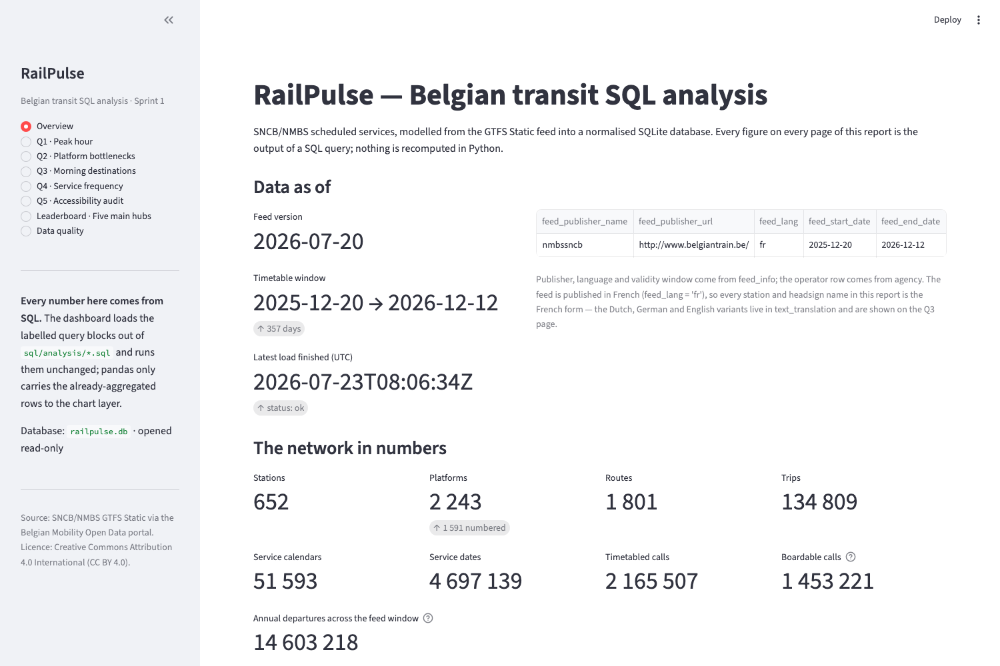 Deploy
RailPulse
Belgian transit SQL analysis · Sprint 1
Overview
Q1 · Peak hour
Q2 · Platform bottlenecks
Q3 · Morning destinations
Q4 · Service frequency
Q5 · Accessibility audit
Leaderboard · Five main hubs
Data quality
Every number here comes from
SQL. The dashboard loads the
labelled query blocks out of
sql/analysis/*.sql and runs
them unchanged; pandas only
carries the already-aggregated
rows to the chart layer.
Database: railpulse.db · opened
read-only
Source: SNCB/NMBS GTFS Static via the
Belgian Mobility Open Data portal.
Licence: Creative Commons Attribution
4.0 International (CC BY 4.0).
RailPulse — Belgian transit SQL analysis
SNCB/NMBS scheduled services, modelled from the GTFS Static feed into a normalised SQLite database. Every figure on every page of this report is the
output of a SQL query; nothing is recomputed in Python.
Data as of
Feed version
2026-07-20
Timetable window
2025-12-20 → 2026-12-12
↑ 357 days
Latest load finished (UTC)
2026-07-23T08:06:34Z
↑ status: ok
feed_publisher_name feed_publisher_url feed_lang feed_start_date feed_end_date
nmbssncb http://www.belgiantrain.be/ fr 2025-12-20 2026-12-12
Publisher, language and validity window come from feed_info; the operator row comes from agency. The
feed is published in French (feed_lang = 'fr'), so every station and headsign name in this report is the
French form — the Dutch, German and English variants live in text_translation and are shown on the Q3
page.
The network in numbers
Stations Platforms Routes Trips
652 2 243 1 801 134 809
↑ 1 591 numbered
Service calendars Service dates Timetabled calls Boardable calls
51 593 4 697 139 2 165 507 1 453 221
Annual departures across the feed window
14 603 218